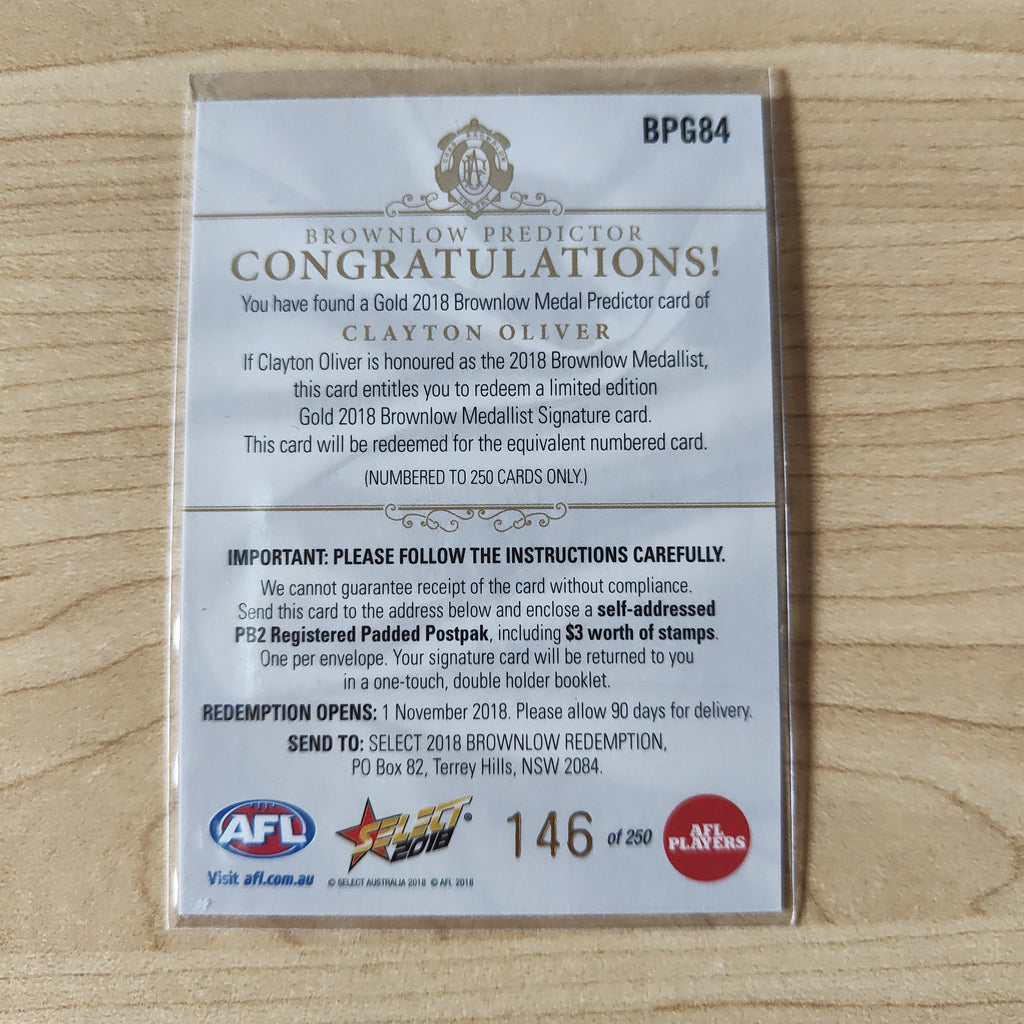 BPG84
BROWNLOW PREDICTOR
CONGRATULATIONS!
You have found a Gold 2018 Brownlow Medal Predictor card of
CLAYTON OLIVER
If Clayton Oliver is honoured as the 2018 Brownlow Medallist,
this card entitles you to redeem a limited edition
Gold 2018 Brownlow Medallist Signature card.
This card will be redeemed for the equivalent numbered card.
(NUMBERED TO 250 CARDS ONLY.)
IMPORTANT: PLEASE FOLLOW THE INSTRUCTIONS CAREFULLY.
We cannot guarantee receipt of the card without compliance.
Send this card to the address below and enclose a self-addressed
PB2 Registered Padded Postpak, including $3 worth of stamps.
One per envelope. Your signature card will be returned to you
in a one-touch, double holder booklet.
REDEMPTION OPENS: 1 November 2018. Please allow 90 days for delivery.
SEND TO: SELECT 2018 BROWNLOW REDEMPTION,
PO Box 82, Terrey Hills, NSW 2084.
AFL
SELECT®
2018
146 of 250
AFL
PLAYERS
Visit afl.com.au
© SELECT AUSTRALIA 2018 © AFL 2018